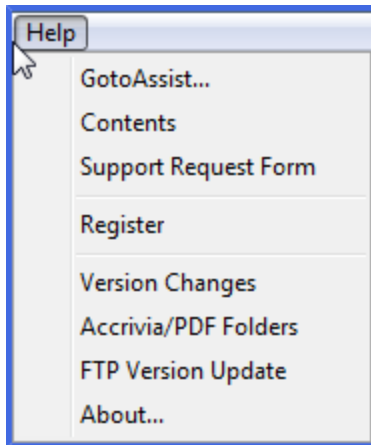 Help
GotoAssist...
Contents
Support Request Form
Register
Version Changes
Accrivia/PDF Folders
FTP Version Update
About...